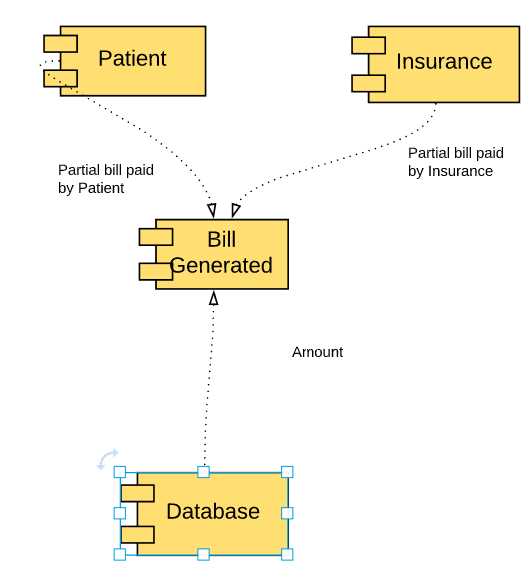 Patient
Insurance
Partial bill paid
by Patient
Partial bill paid
by Insurance
Bill
Generated
Amount
Database